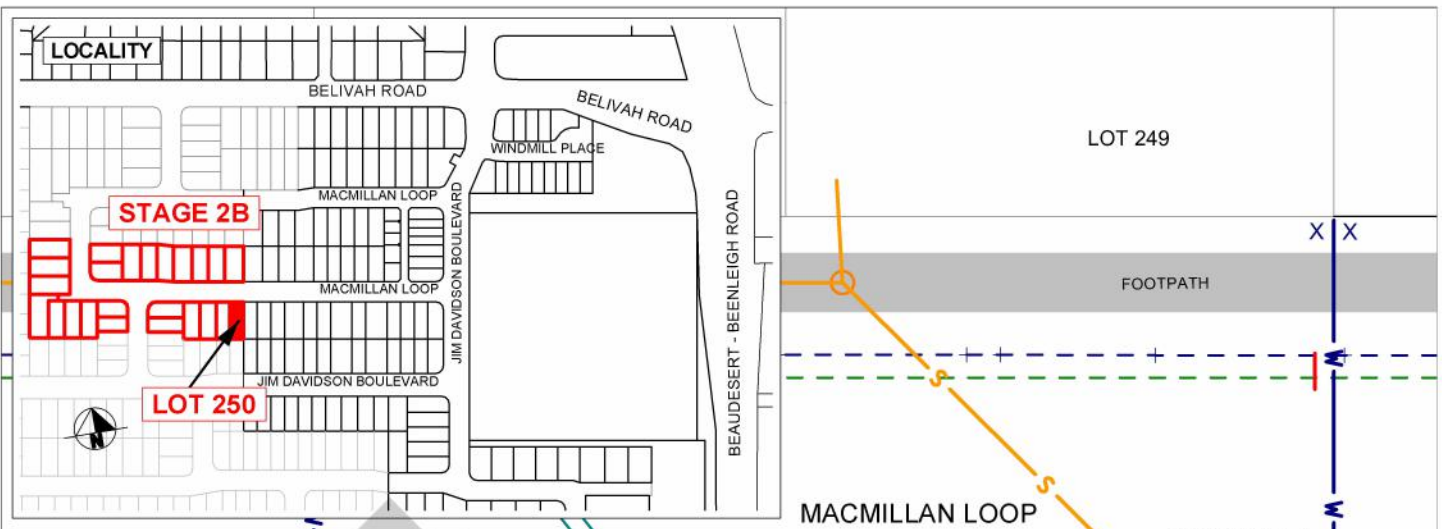 LOCALITY
BELIVAH ROAD
BELIVAH ROAD
WINDMILL PLACE
MACMILLAN LOOP
STAGE 2B
JIM DAVIDSON BOULEVARD
MACMILLAN LOOP
BEAUDESERT - BEENLEIGH ROAD
JIM DAVIDSON BOULEVARD
LOT 250
N
LOT 249
X X
FOOTPATH
W
S
S
W
MACMILLAN LOOP